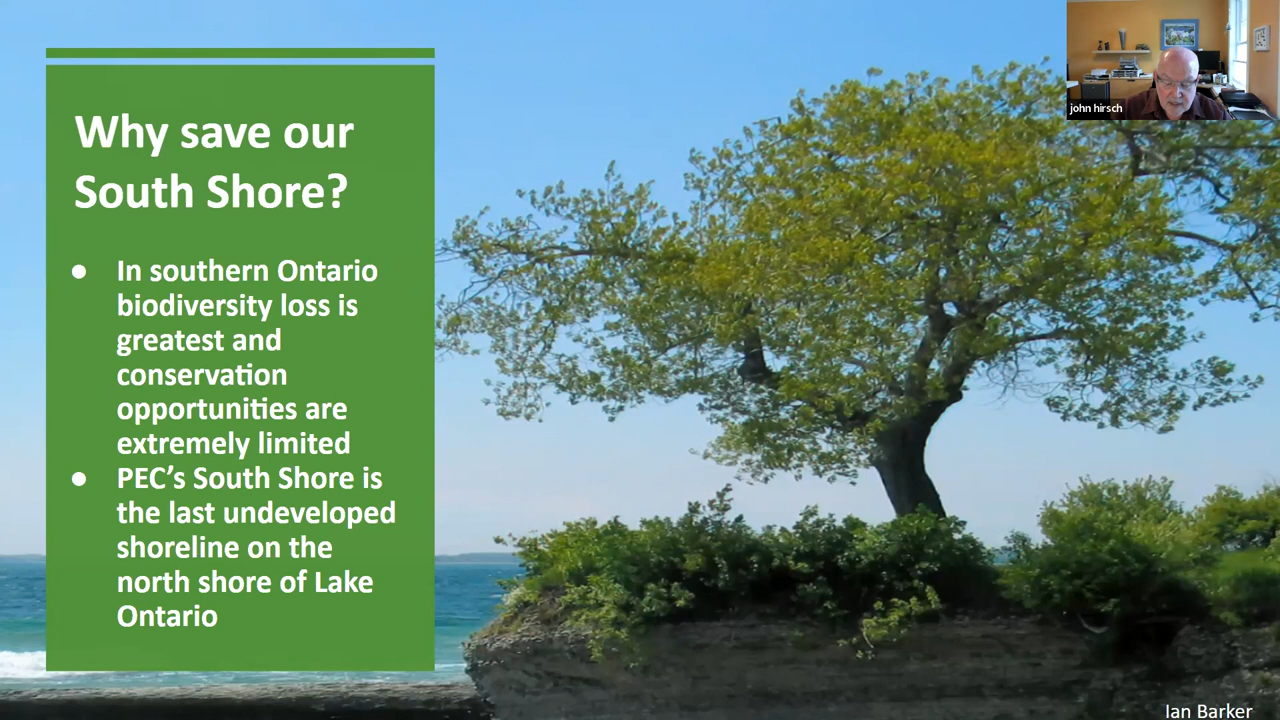 Why save our
South Shore?
● In southern Ontario
biodiversity loss is
greatest and
conservation
opportunities are
extremely limited
● PEC’s South Shore is
the last undeveloped
shoreline on the
north shore of Lake
Ontario
john hirsch
Ian Barker